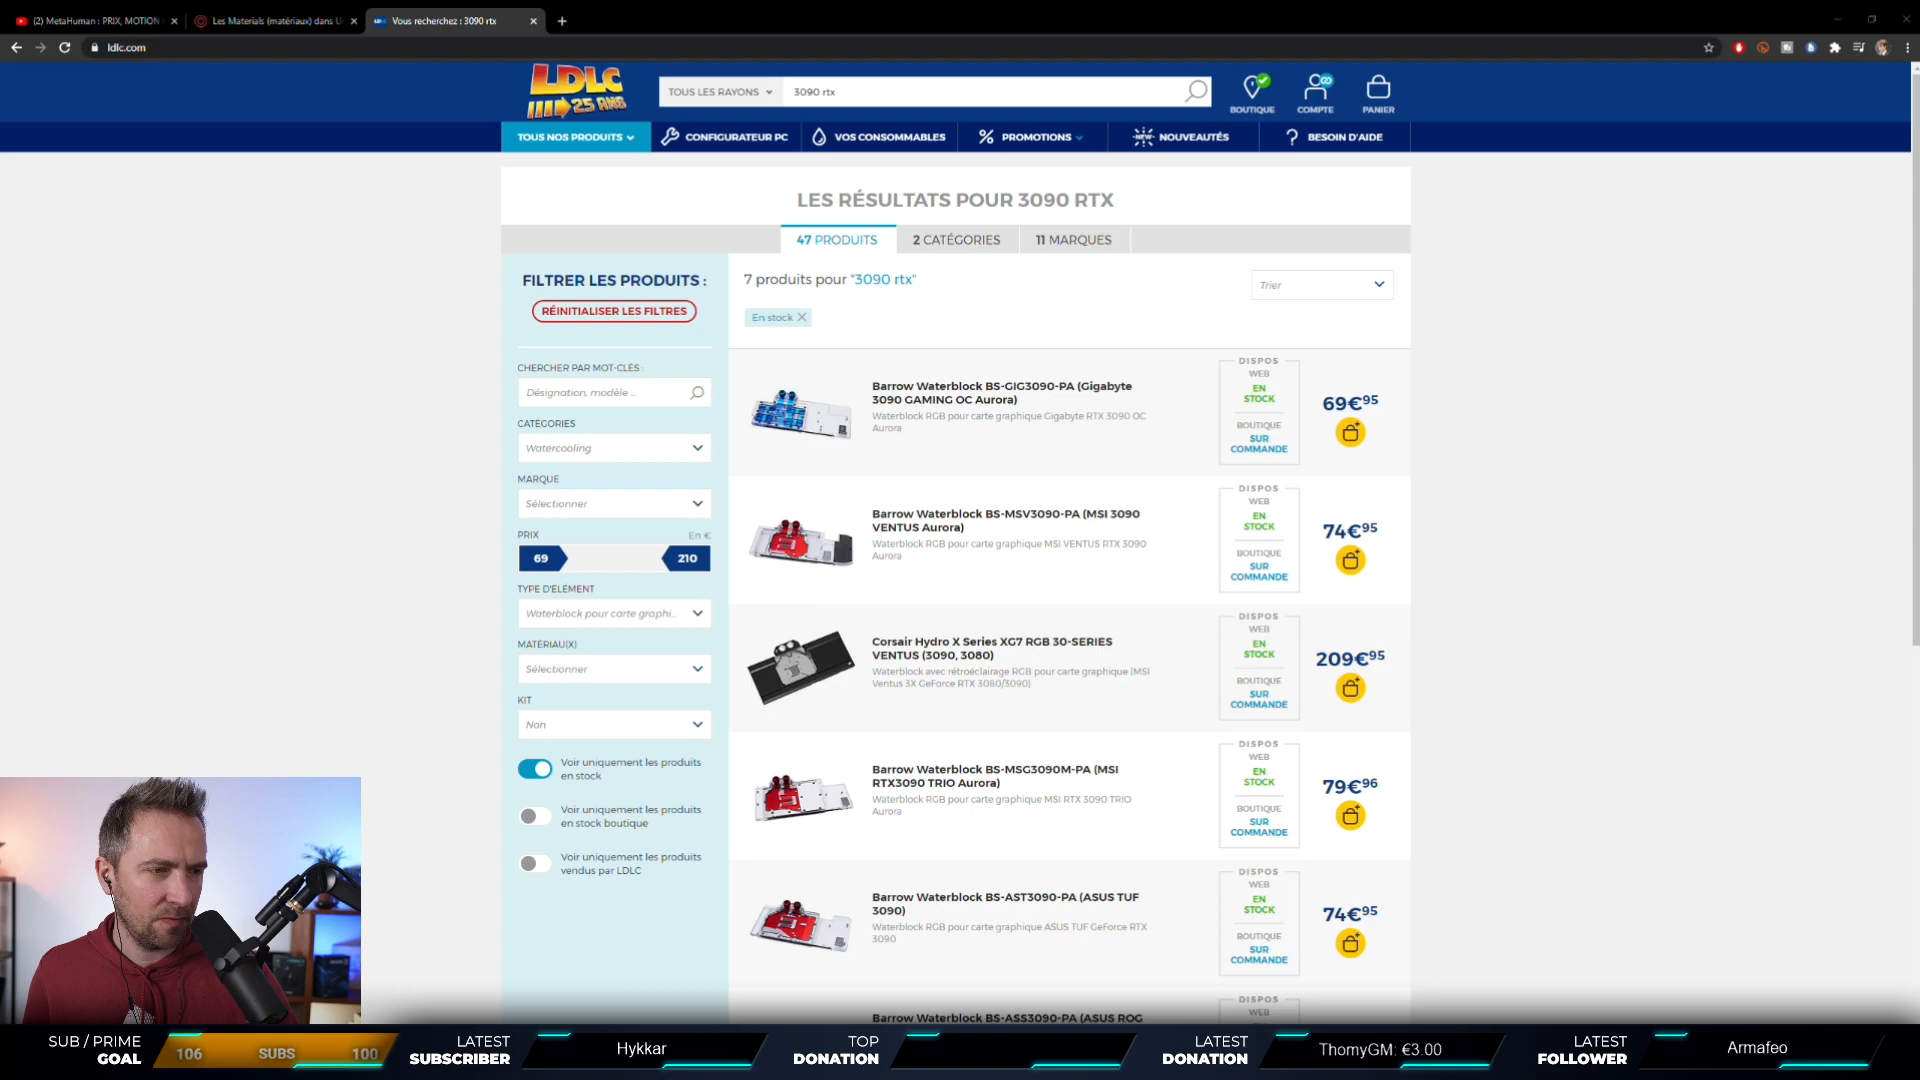 (2) MetaHuman : PRIX, MOTION
Les Materials (matériaux) dans U
Vous recherchez : 3090 rtx
ldlc.com
LDLC
25 ANS
TOUS LES RAYONS
3090 rtx
BOUTIQUE
COMPTE
PANIER
TOUS NOS PRODUITS
CONFIGURATEUR PC
VOS CONSOMMABLES
PROMOTIONS
NEW
NOUVEAUTÉS
BESOIN D'AIDE
LES RÉSULTATS POUR 3090 RTX
47 PRODUITS
2 CATÉGORIES
11 MARQUES
FILTRER LES PRODUITS :
RÉINITIALISER LES FILTRES
CHERCHER PAR MOT-CLÉS :
Désignation, modèle ...
CATÉGORIES
Watercooling
MARQUE
Sélectionner
PRIX
En €
69
210
TYPE D'ÉLÉMENT
Waterblock pour carte graphi...
MATÉRIAU(X)
Sélectionner
KIT
Non
Voir uniquement les produits
en stock
Voir uniquement les produits
en stock boutique
Voir uniquement les produits
vendus par LDLC
7 produits pour "3090 rtx"
Trier
En stock
Barrow Waterblock BS-GIG3090-PA (Gigabyte
3090 GAMING OC Aurora)
Waterblock RGB pour carte graphique Gigabyte RTX 3090 OC
Aurora
DISPOS
WEB
EN
STOCK
BOUTIQUE
SUR
COMMANDE
69€95
Barrow Waterblock BS-MSV3090-PA (MSI 3090
VENTUS Aurora)
Waterblock RGB pour carte graphique MSI VENTUS RTX 3090
Aurora
DISPOS
WEB
EN
STOCK
BOUTIQUE
SUR
COMMANDE
74€95
Corsair Hydro X Series XG7 RGB 30-SERIES
VENTUS (3090, 3080)
Waterblock avec rétroéclairage RGB pour carte graphique (MSI
Ventus 3X GeForce RTX 3080/3090)
DISPOS
WEB
EN
STOCK
BOUTIQUE
SUR
COMMANDE
209€95
Barrow Waterblock BS-MSG3090M-PA (MSI
RTX3090 TRIO Aurora)
Waterblock RGB pour carte graphique MSI RTX 3090 TRIO
Aurora
DISPOS
WEB
EN
STOCK
BOUTIQUE
SUR
COMMANDE
79€96
Barrow Waterblock BS-AST3090-PA (ASUS TUF
3090)
Waterblock RGB pour carte graphique ASUS TUF GeForce RTX
3090
DISPOS
WEB
EN
STOCK
BOUTIQUE
SUR
COMMANDE
74€95
Barrow Waterblock BS-ASS3090-PA (ASUS ROG
DISPOS
WEB
SUB / PRIME
GOAL
106 SUBS 100
LATEST
SUBSCRIBER
Hykkar
TOP
DONATION
LATEST
DONATION
ThomyGM: €3.00
LATEST
FOLLOWER
Armafeo